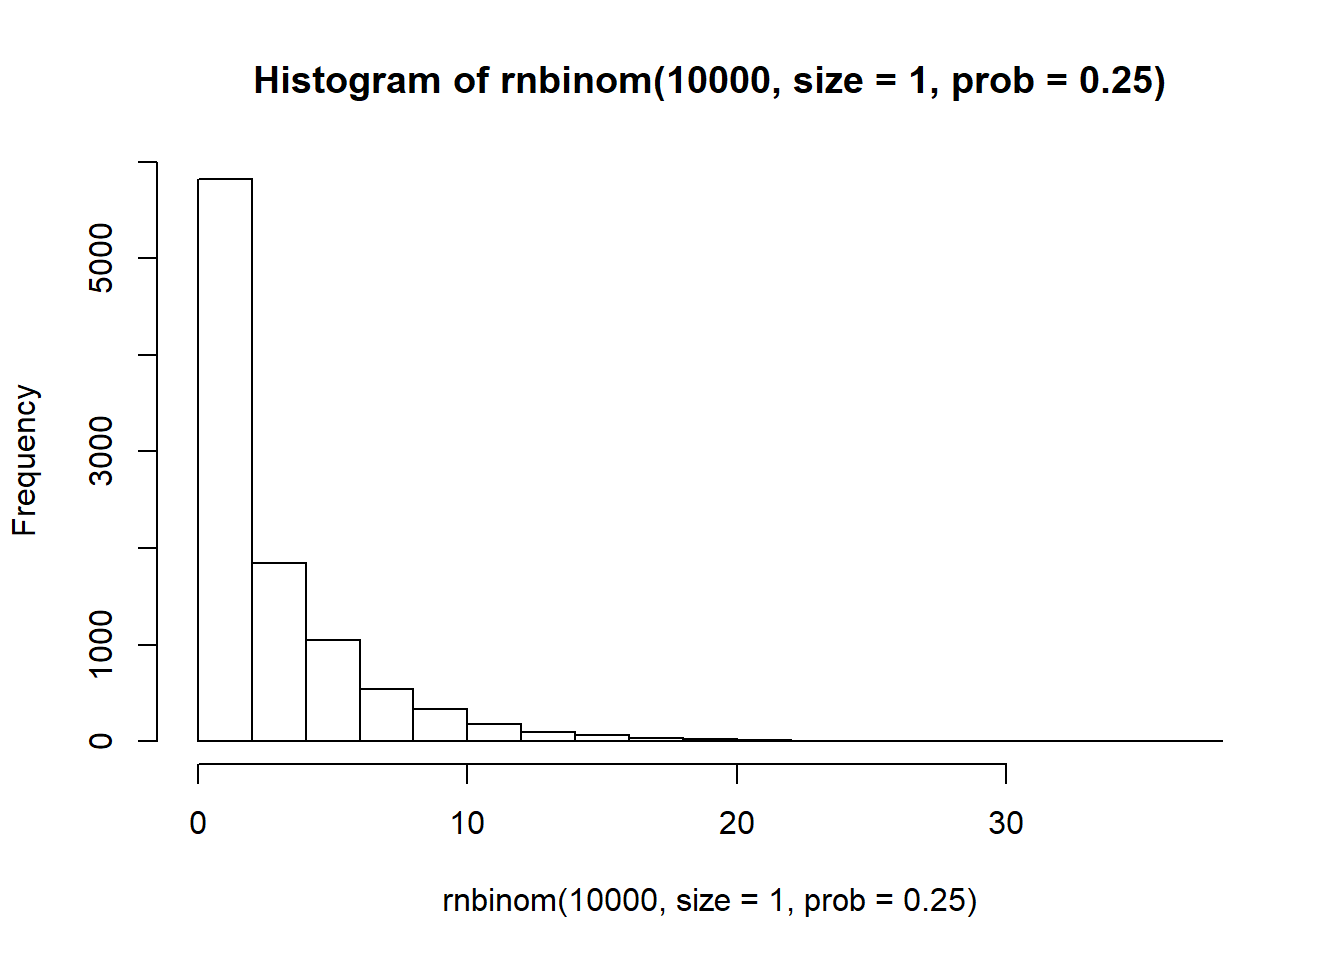 Histogram of rnbinom(10000, size = 1, prob = 0.25)
Frequency
5000
3000
1000
0
0 10 20 30
rnbinom(10000, size = 1, prob = 0.25)